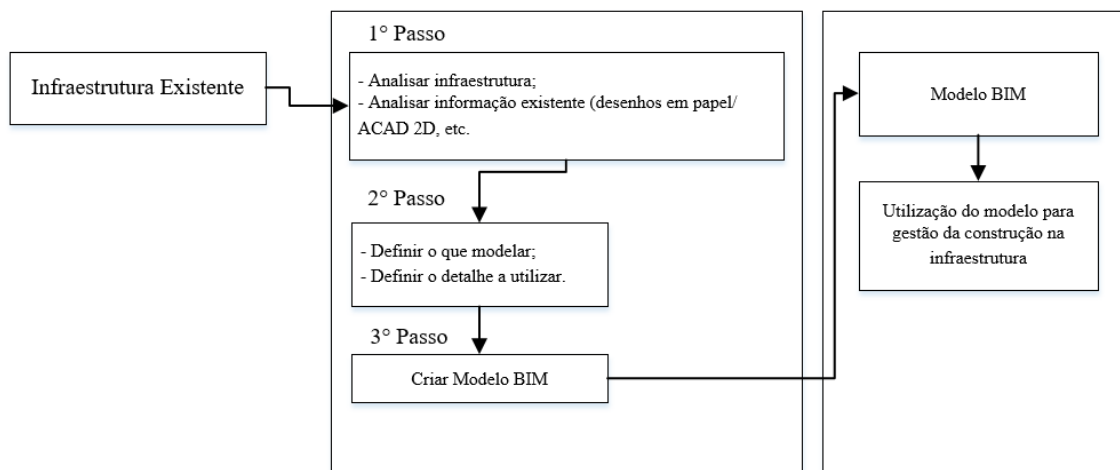 Infraestrutura Existente
1° Passo
- Analisar infraestrutura;
- Analisar informação existente (desenhos em papel/
ACAD 2D, etc.
2° Passo
- Definir o que modelar;
- Definir o detalhe a utilizar.
3° Passo
Criar Modelo BIM
Modelo BIM
Utilização do modelo para
gestão da construção na
infraestrutura